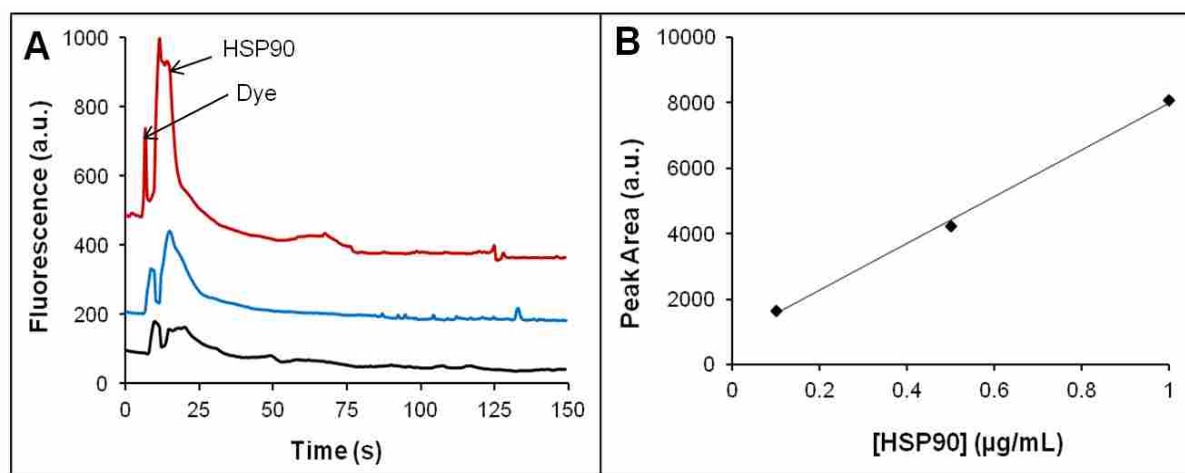 A
1000
800
600
400
200
0
Fluorescence (a.u.)
HSP90
Dye
0 25 50 75 100 125 150
Time (s)
B
10000
8000
6000
4000
2000
0
Peak Area (a.u.)
0 0.2 0.4 0.6 0.8 1
[HSP90] (µg/mL)